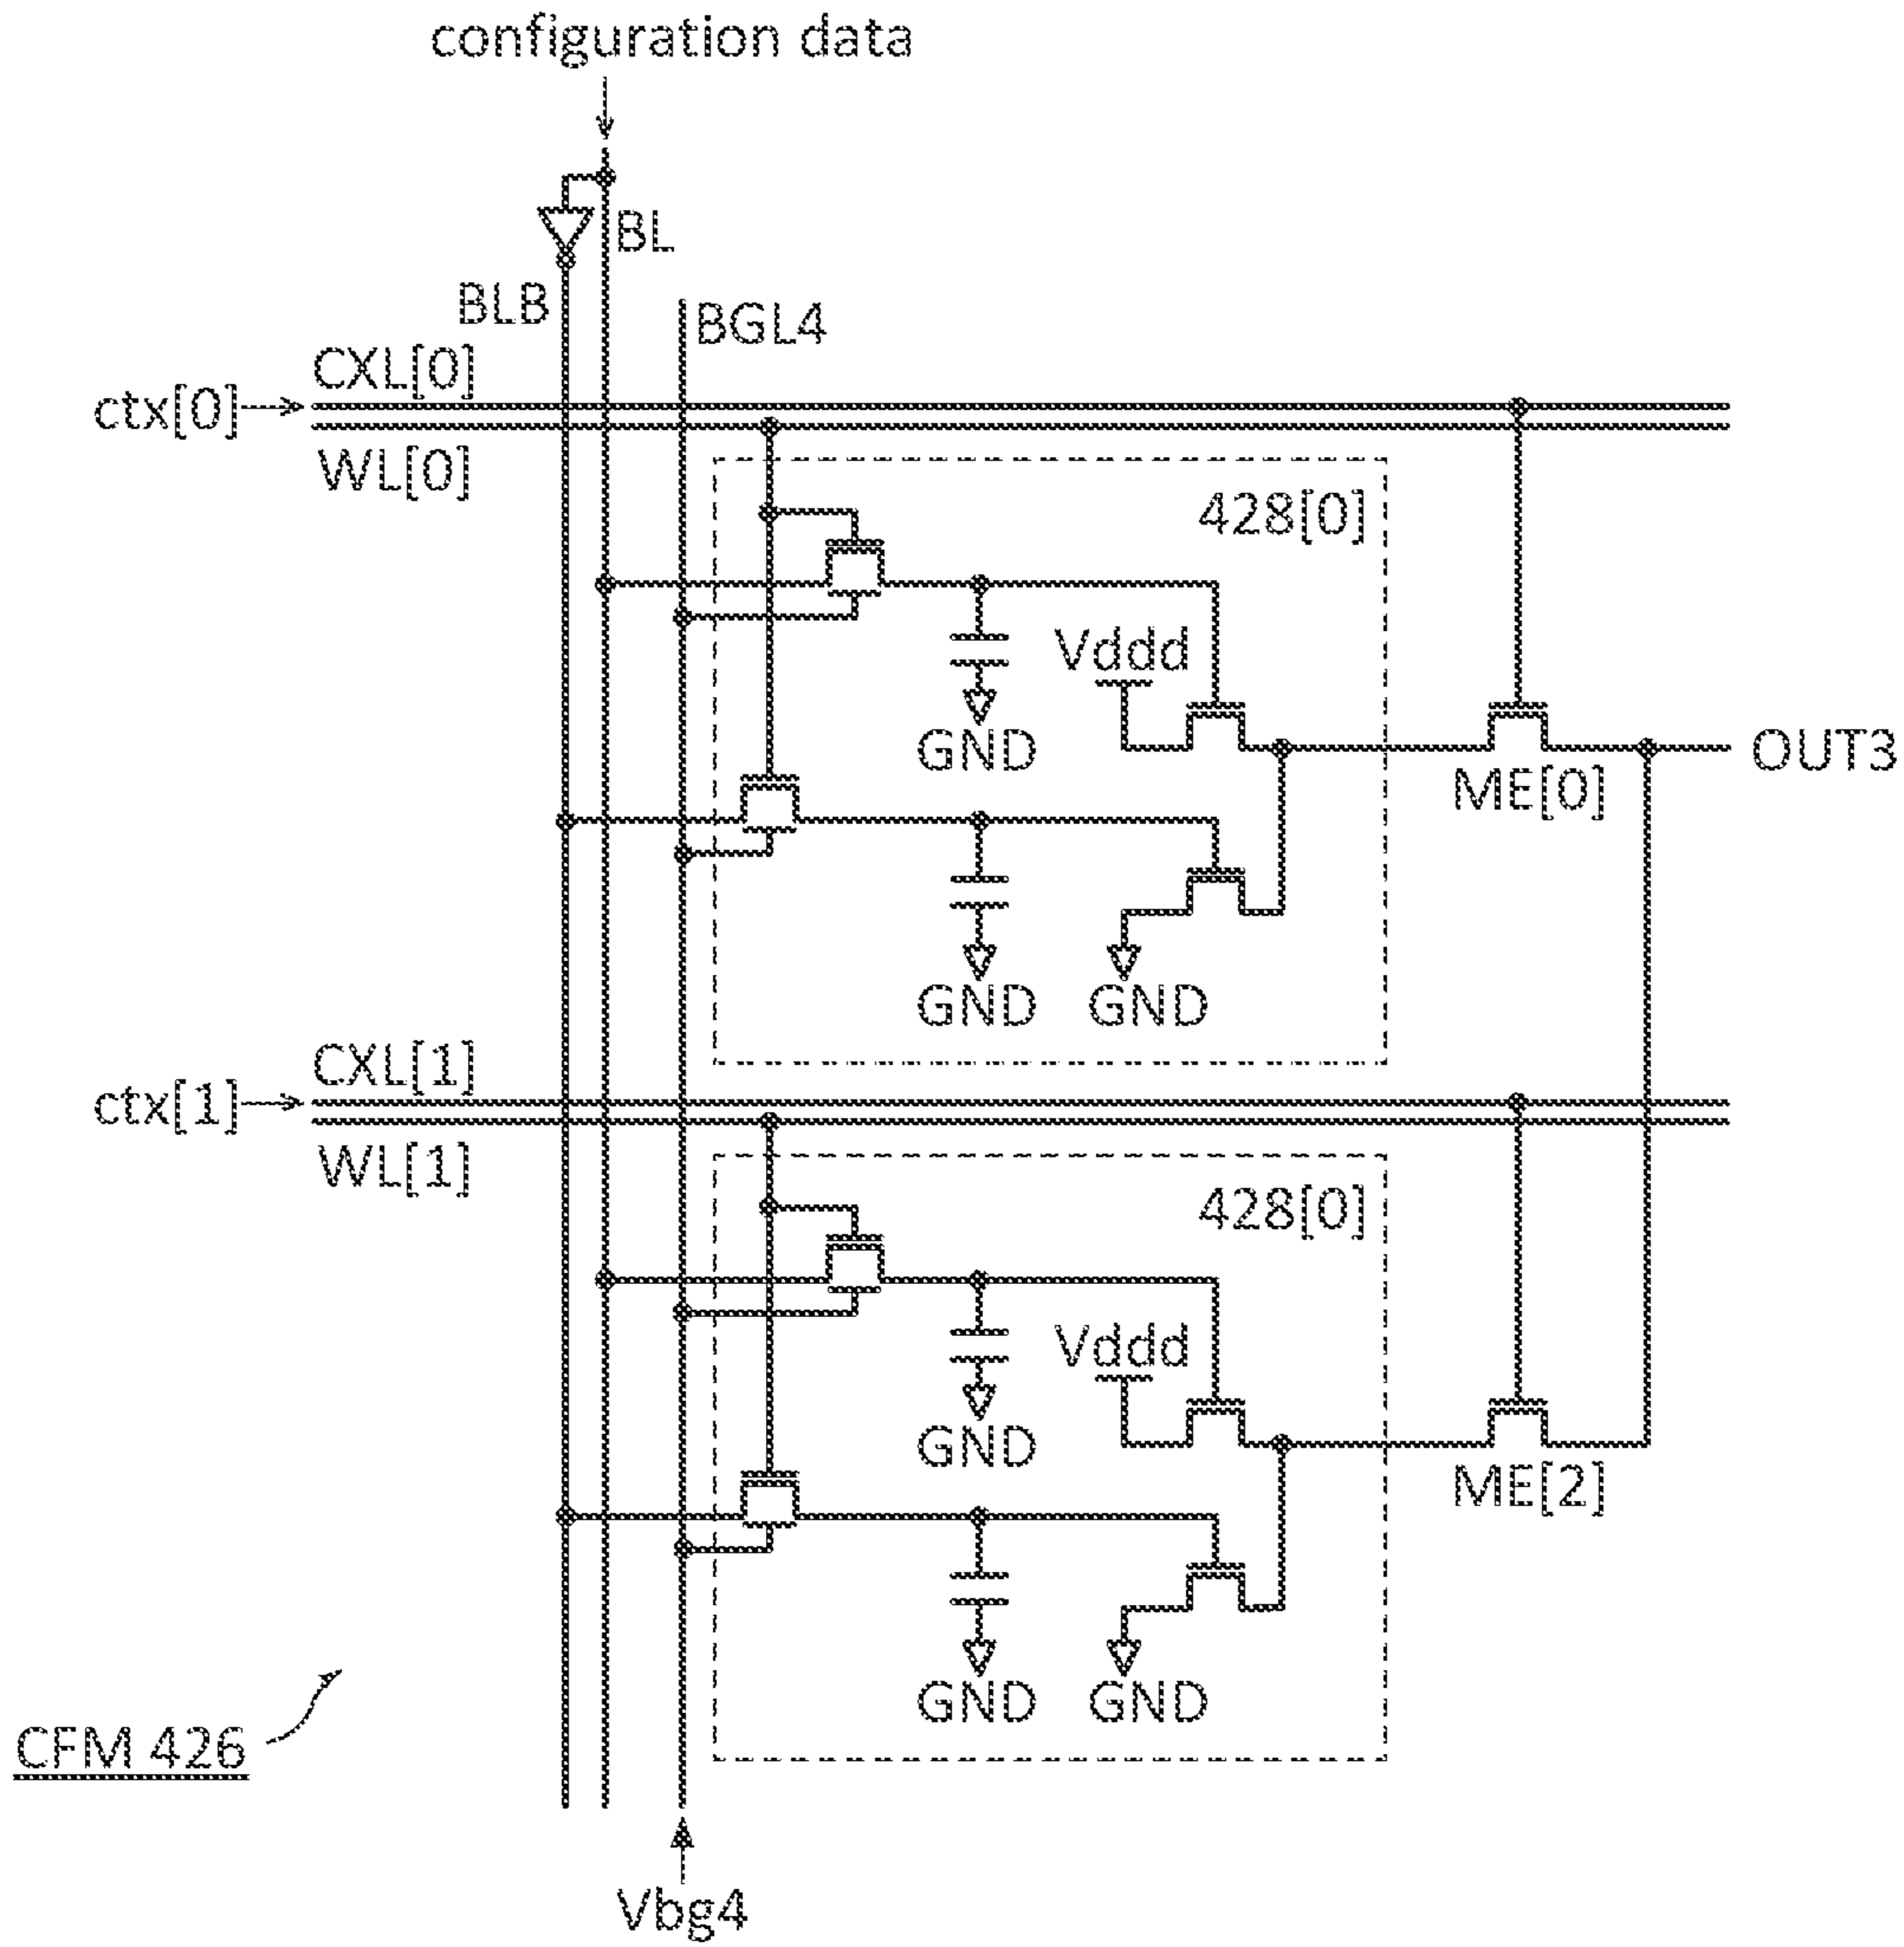 configuration data
BL
BLB
BGL4
CXL[0]
ctx[0]
WL[0]
428[0]
Vddd
GND
ME[0]
OUT3
GND
GND
CXL[1]
ctx[1]
WL[1]
428[0]
Vddd
GND
ME[2]
GND
GND
CFM 426
Vbg4